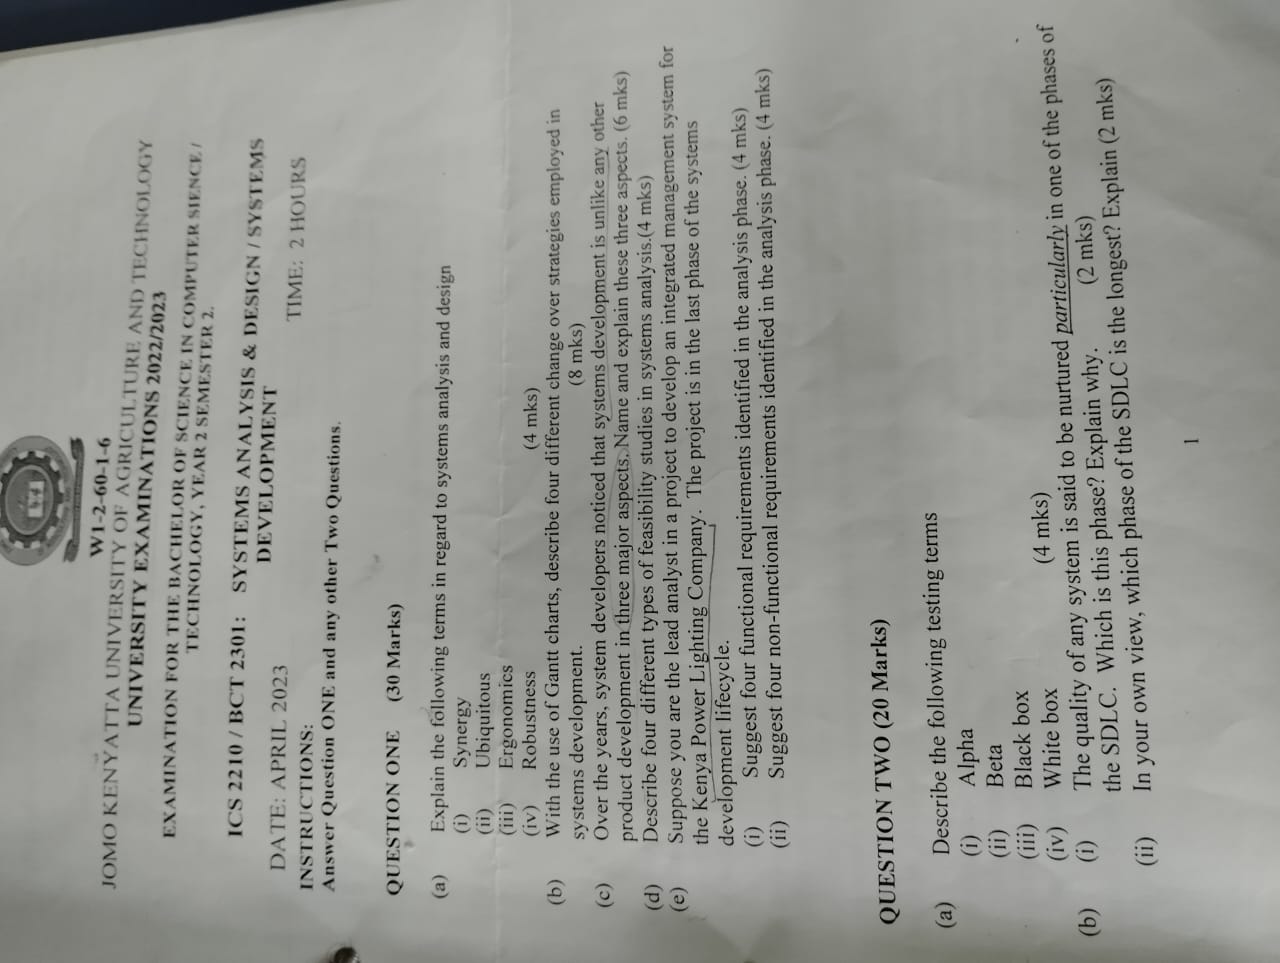 W1-2-60-1-6
JOMO KENYATTA UNIVERSITY OF AGRICULTURE AND TECHNOLOGY
UNIVERSITY EXAMINATIONS 2022/2023
EXAMINATION FOR THE BACHELOR OF SCIENCE IN COMPUTER SIENCE /
TECHNOLOGY, YEAR 2 SEMESTER 2.
ICS 2210 / BCT 2301: SYSTEMS ANALYSIS & DESIGN / SYSTEMS
DEVELOPMENT
DATE: APRIL 2023 TIME: 2 HOURS
INSTRUCTIONS:
Answer Question ONE and any other Two Questions.
QUESTION ONE (30 Marks)
(a) Explain the following terms in regard to systems analysis and design
(i) Synergy
(ii) Ubiquitous
(iii) Ergonomics
(iv) Robustness (4 mks)
(b) With the use of Gantt charts, describe four different change over strategies employed in
systems development. (8 mks)
(c) Over the years, system developers noticed that systems development is unlike any other
product development in three major aspects. Name and explain these three aspects. (6 mks)
(d) Describe four different types of feasibility studies in systems analysis.(4 mks)
(e) Suppose you are the lead analyst in a project to develop an integrated management system for
the Kenya Power Lighting Company. The project is in the last phase of the systems
development lifecycle.
(i) Suggest four functional requirements identified in the analysis phase. (4 mks)
(ii) Suggest four non-functional requirements identified in the analysis phase. (4 mks)
QUESTION TWO (20 Marks)
(a) Describe the following testing terms
(i) Alpha
(ii) Beta
(iii) Black box
(iv) White box (4 mks)
(b) (i) The quality of any system is said to be nurtured particularly in one of the phases of
the SDLC. Which is this phase? Explain why. (2 mks)
(ii) In your own view, which phase of the SDLC is the longest? Explain (2 mks)
1